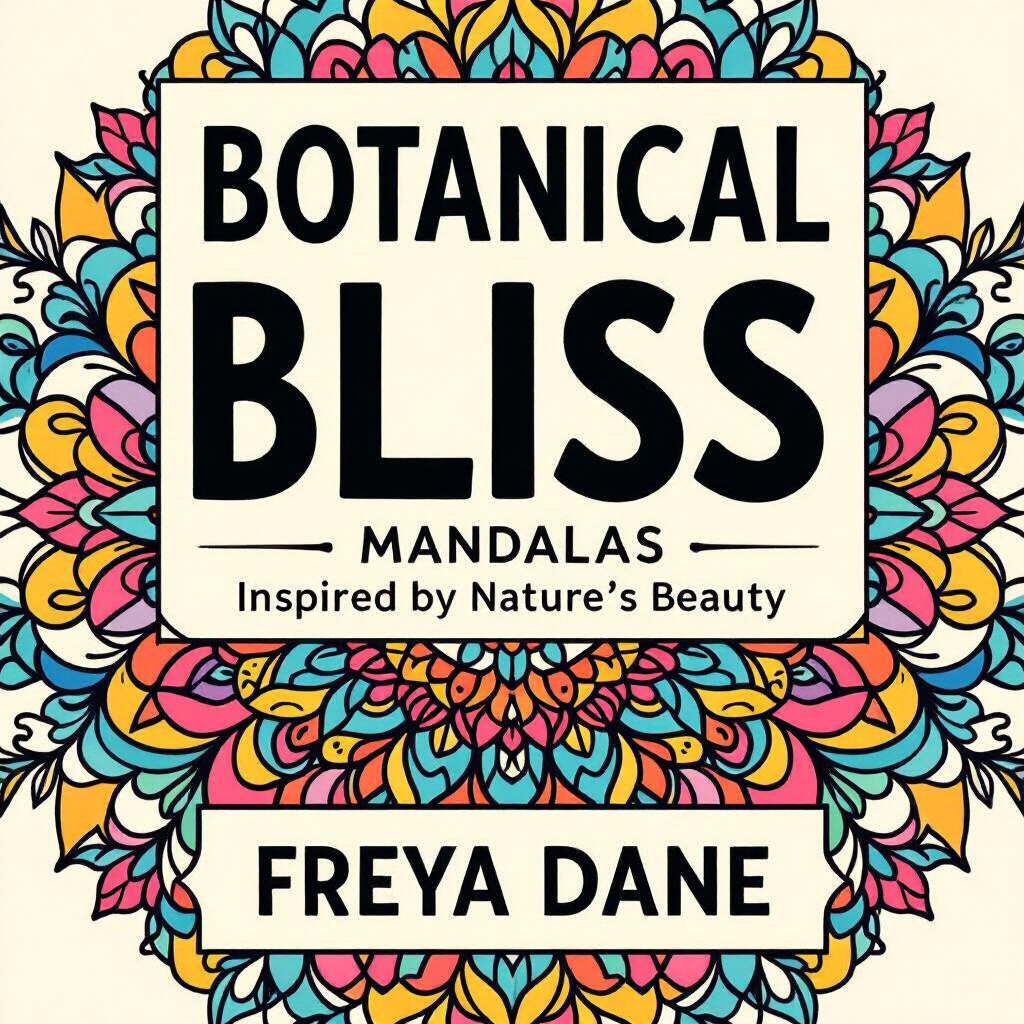 BOTANICAL
BLISS
MANDALAS
Inspired by Nature's Beauty
FREYA DANE